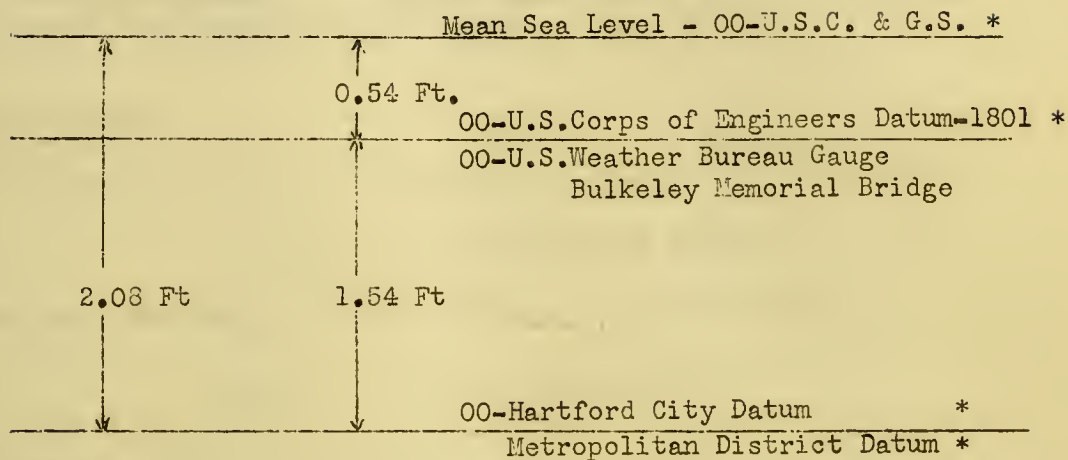 Mean Sea Level - 00-U.S.C. & G.S. *
0.54 Ft.
00-U.S.Corps of Engineers Datum-1801 *
00-U.S.Weather Bureau Gauge
Bulkeley Memorial Bridge
2.08 Ft
1.54 Ft
00-Hartford City Datum *
Metropolitan District Datum *